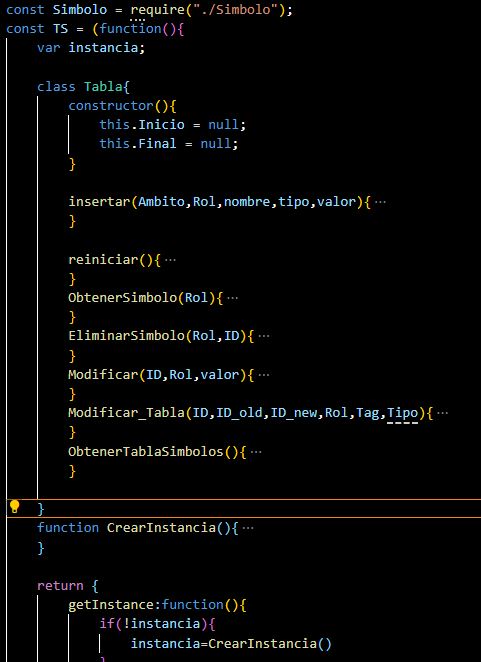 const Simbolo = require("./Simbolo");
const TS = (function(){
var instancia;
class Tabla{
constructor(){
this.Inicio = null;
this.Final = null;
}
insertar(Ambito,Rol,nombre,tipo,valor){ ···
}
reiniciar(){ ···
}
ObtenerSimbolo(Rol){ ···
}
EliminarSimbolo(Rol,ID){ ···
}
Modificar(ID,Rol,valor){ ···
}
Modificar_Tabla(ID,ID_old,ID_new,Rol,Tag,Tipo){ ···
}
ObtenerTablaSimbolos(){ ···
}
}
function CrearInstancia(){ ···
}
return {
getInstance:function(){
if(!instancia){
instancia=CrearInstancia()
}